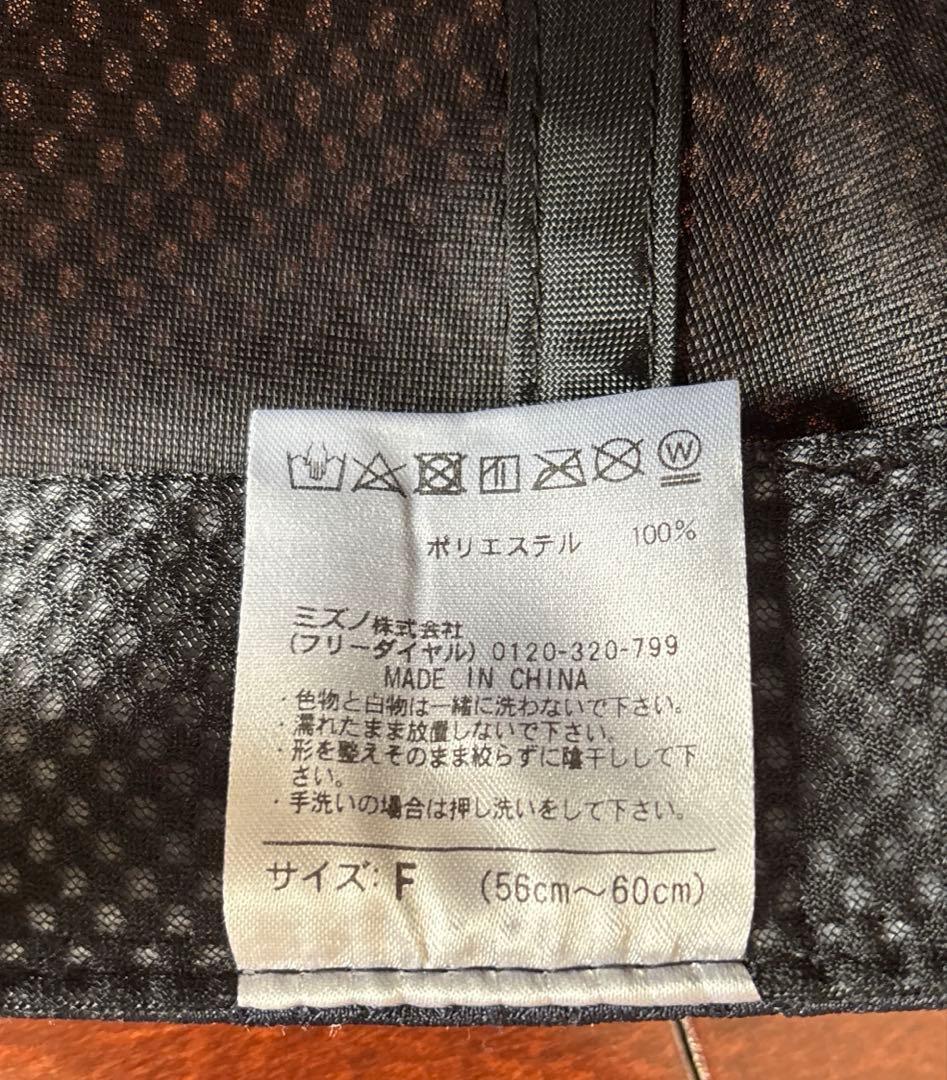 W
ポリエステル 100%
ミズノ株式会社
(フリーダイヤル) 0120-320-799
MADE IN CHINA
・色物と白物は一緒に洗わないで下さい。
・濡れたまま放置しないで下さい。
・形を整えそのまま絞らずに陰干しして下
さい。
・手洗いの場合は押し洗いをして下さい。
サイズ: F (56cm～60cm)